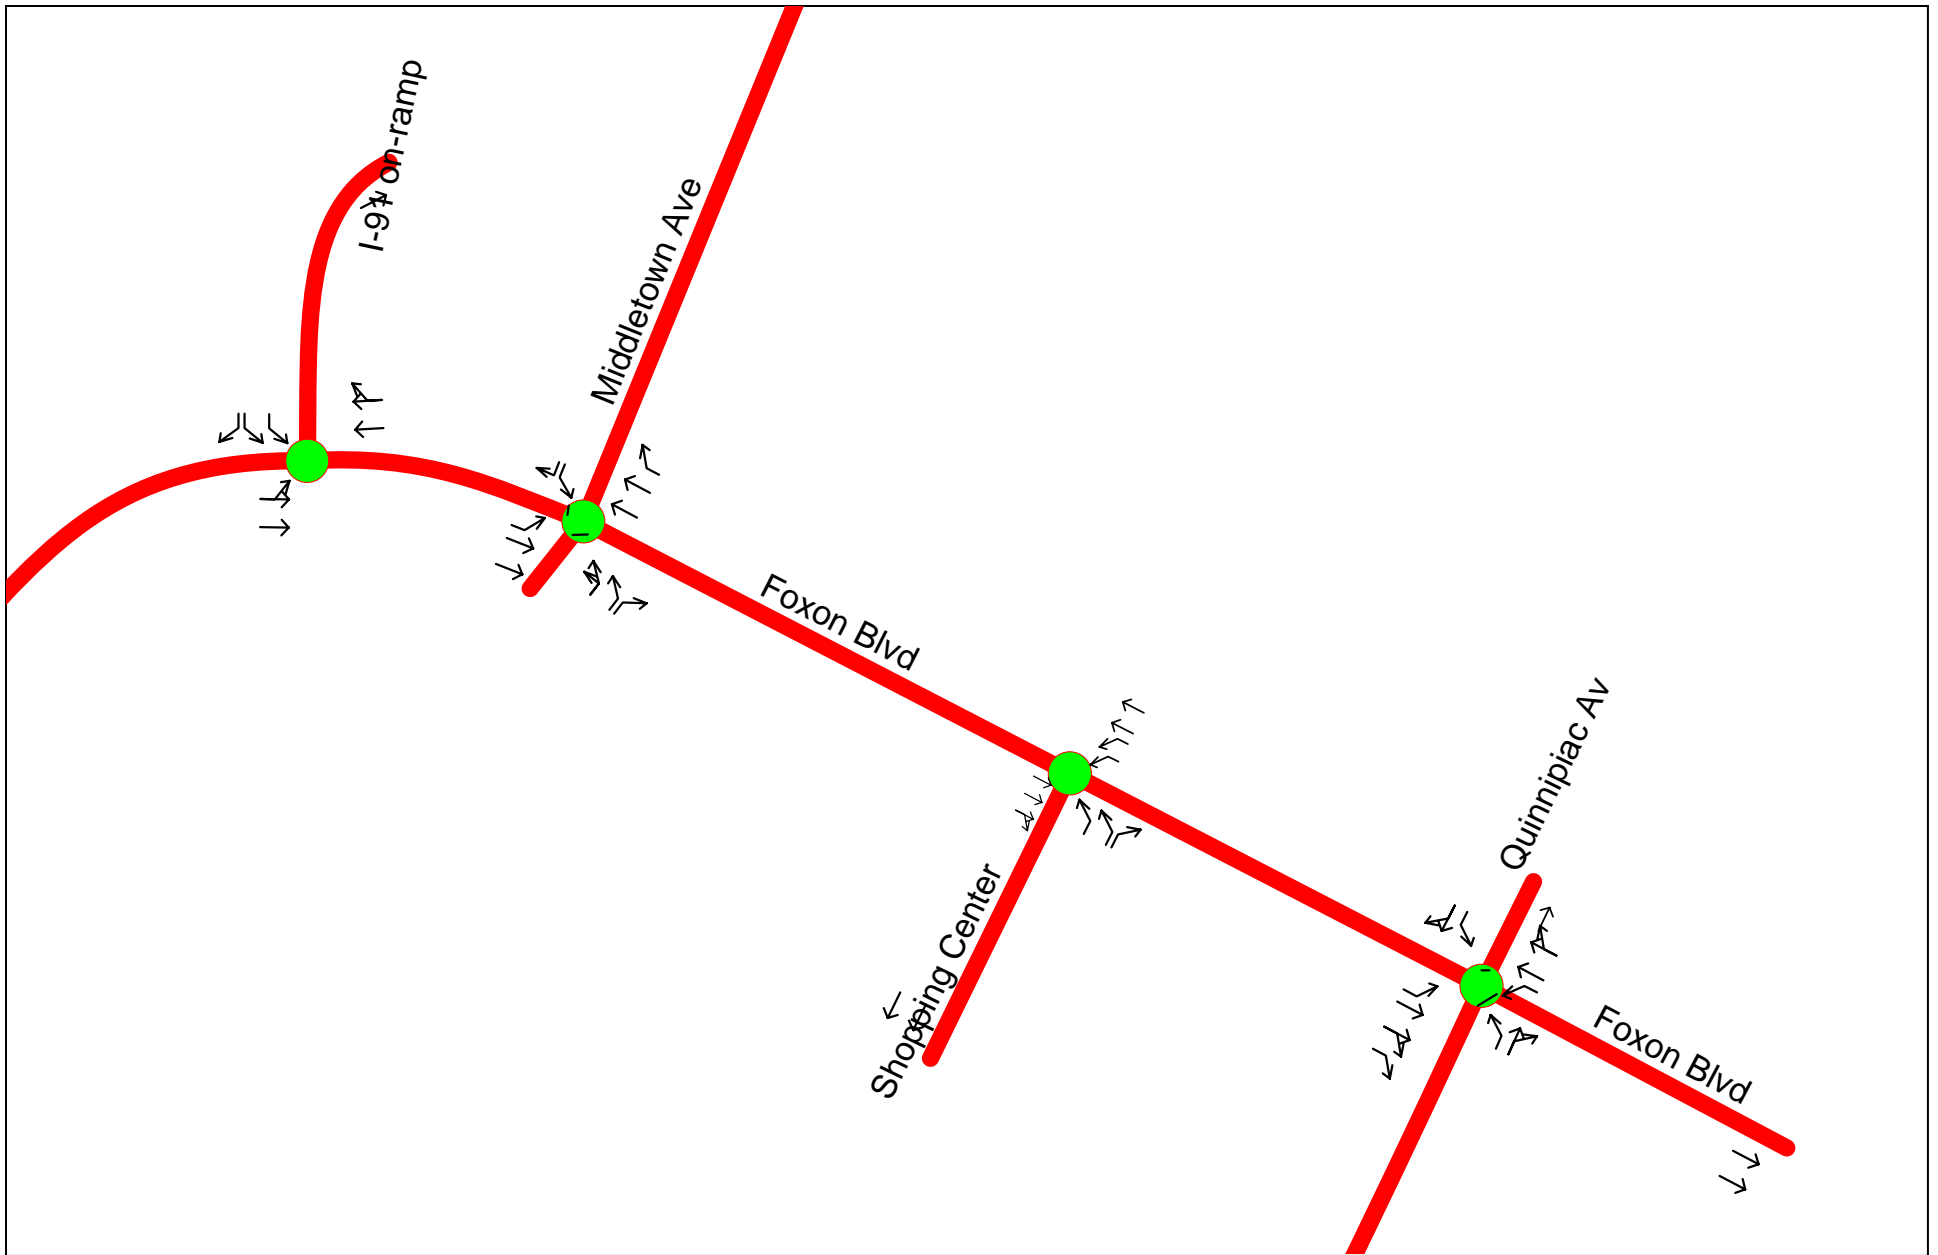 I-91 on-ramp
Middletown Ave
Foxon Blvd
Quinnipiac Av
Shopping Center
Foxon Blvd